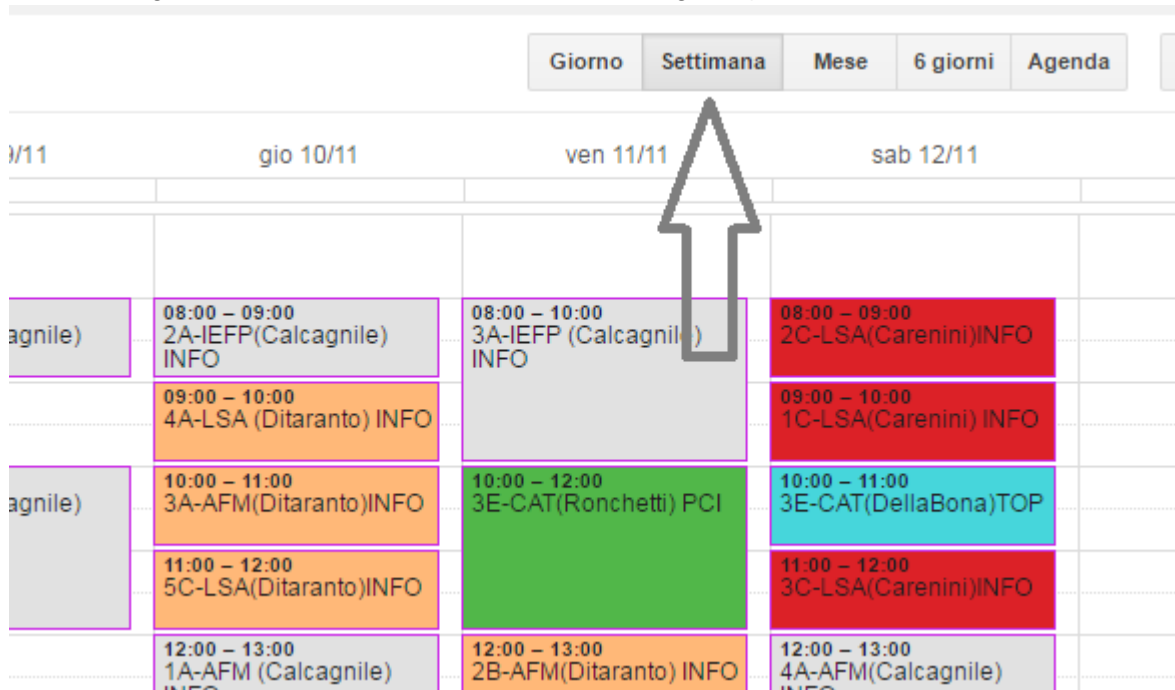 Giorno Settimana Mese 6 giorni Agenda
9/11 gio 10/11 ven 11/11 sab 12/11
agnile)
agnile)
08:00 – 09:00
2A-IEFP(Calcagnile)
INFO
09:00 – 10:00
4A-LSA (Ditaranto) INFO
10:00 – 11:00
3A-AFM(Ditaranto)INFO
11:00 – 12:00
5C-LSA(Ditaranto)INFO
12:00 – 13:00
1A-AFM (Calcagnile)
INFO
08:00 – 10:00
3A-IEFP (Calcagnile)
INFO
10:00 – 12:00
3E-CAT(Ronchetti) PCI
12:00 – 13:00
2B-AFM(Ditaranto) INFO
08:00 – 09:00
2C-LSA(Carenini)INFO
09:00 – 10:00
1C-LSA(Carenini) INFO
10:00 – 11:00
3E-CAT(DellaBona)TOP
11:00 – 12:00
3C-LSA(Carenini)INFO
12:00 – 13:00
4A-AFM(Calcagnile)
INFO